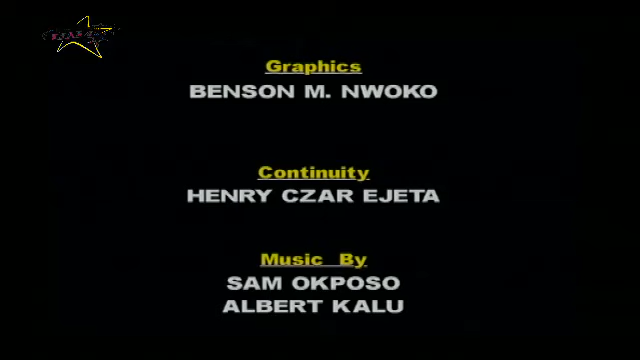 Graphics
BENSON M. NWOKO
Continuity
HENRY CZAR EJETA
Music By
SAM OKPOSO
ALBERT KALU